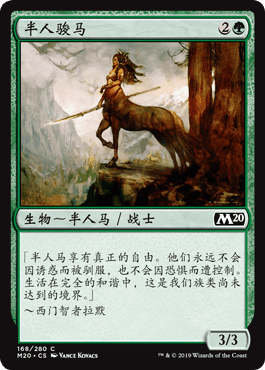 半人骏马 2
生物～半人马 / 战士 M20
「半人马享有真正的自由。他们永远不会
因诱惑而被驯服，也不会因恐惧而遭控制。
生活在完全的和谐中，这是我们族类尚未
达到的境界。」
～西门智者拉默
3/3
168/280 C
M20 • CS VANCE KOVACS
™ & © 2019 Wizards of the Coast